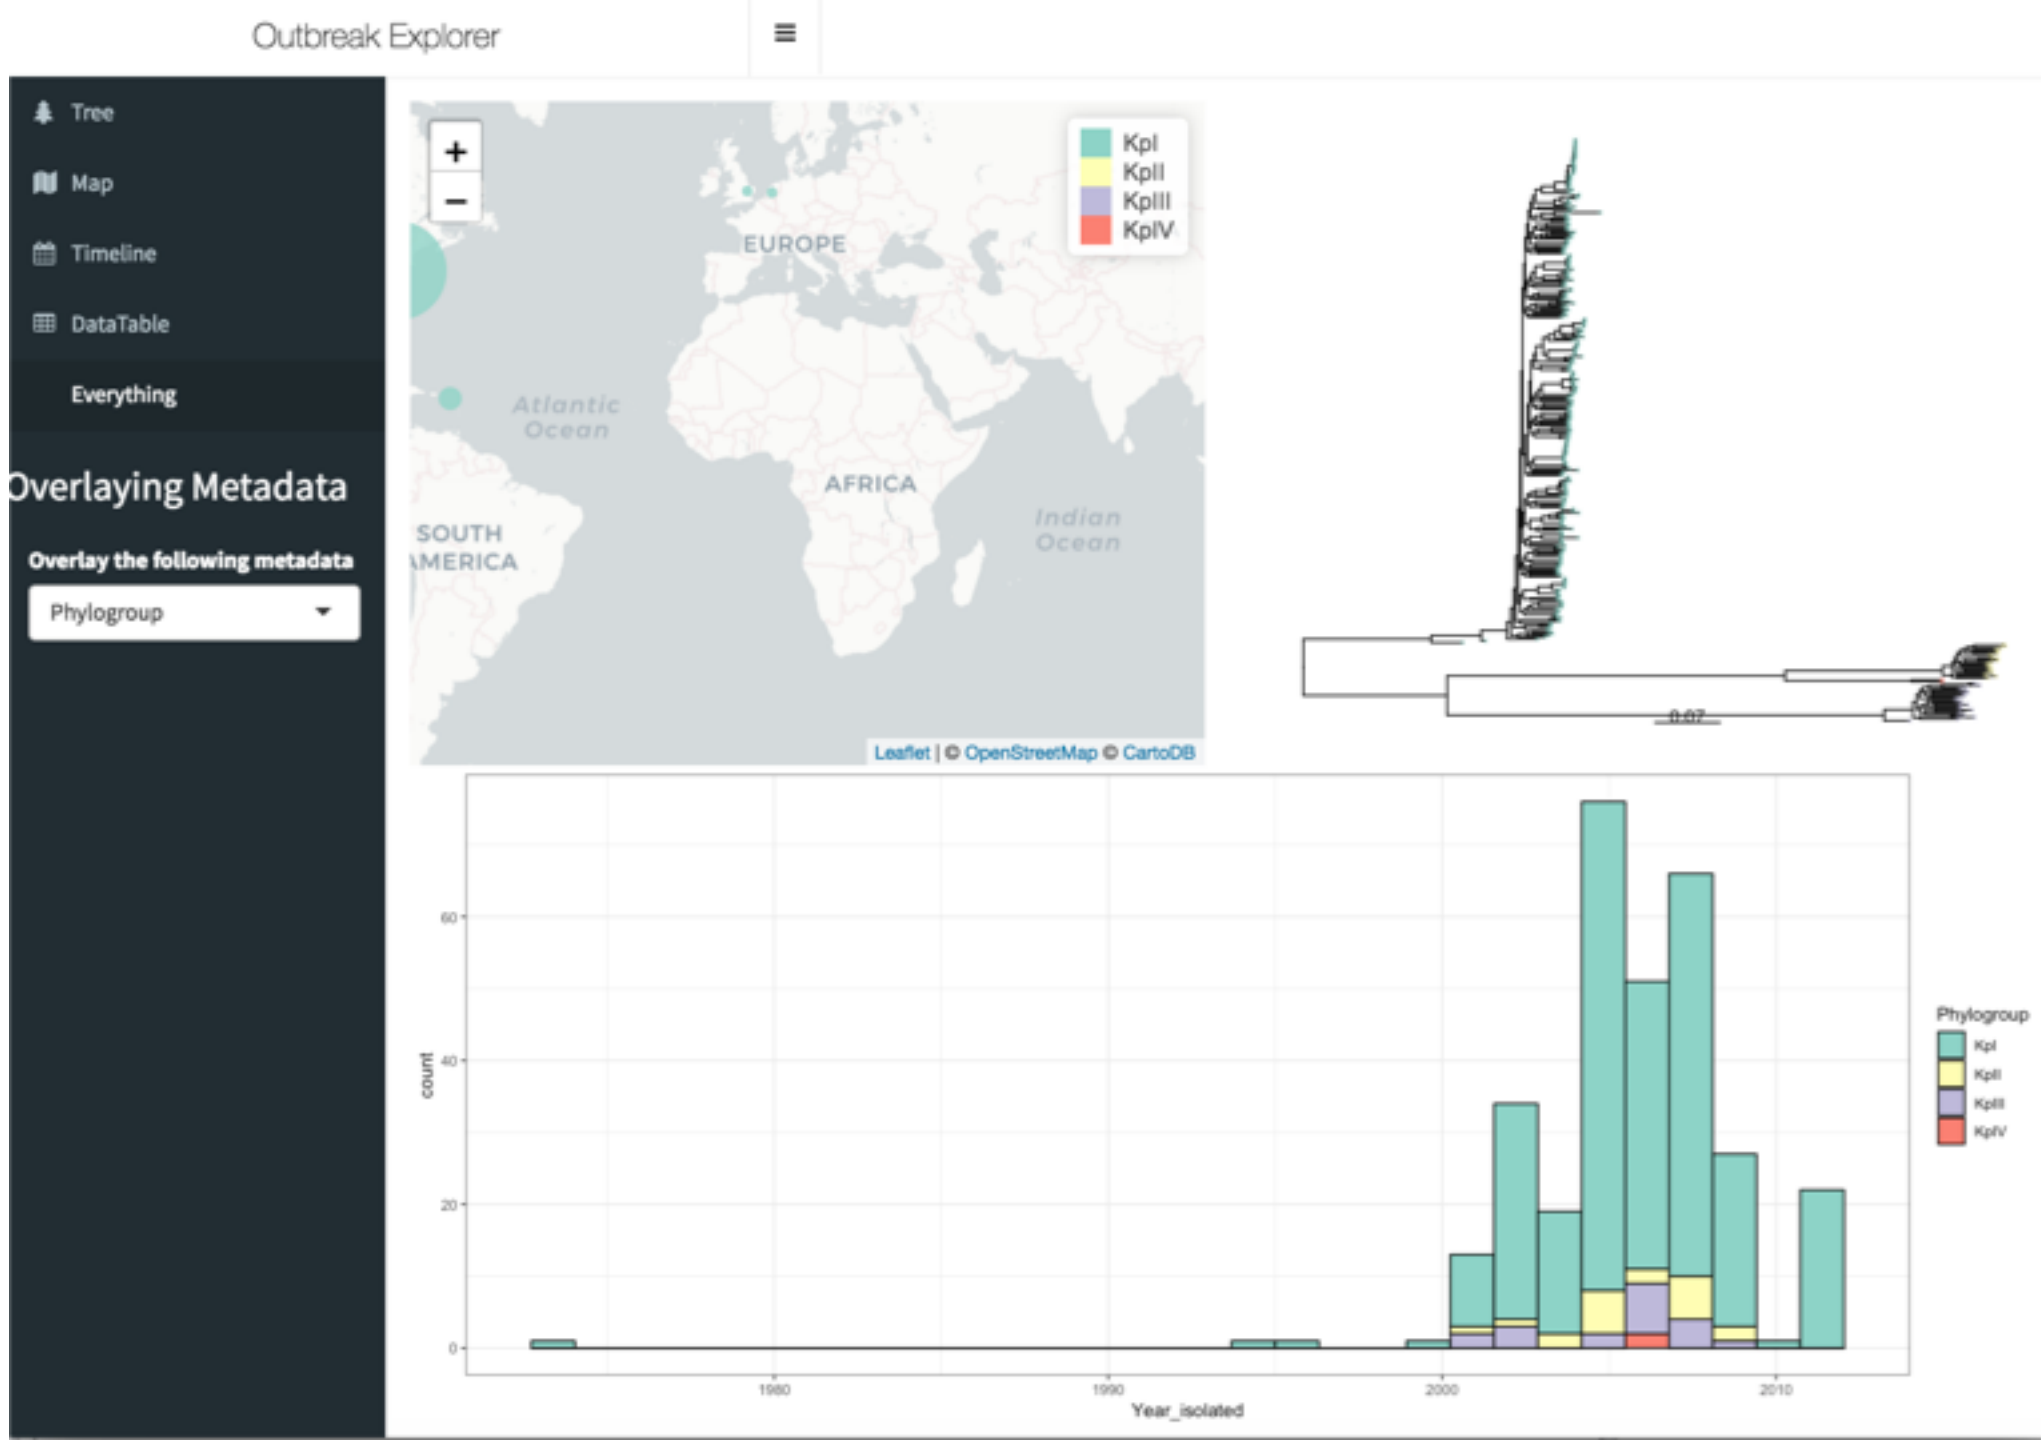 Outbreak Explorer
Tree
Map
Timeline
DataTable
Everything
Overlaying Metadata
Overlay the following metadata
Phylogroup
+
−
KpI
KpII
KpIII
KpIV
EUROPE
Atlantic
Ocean
AFRICA
SOUTH
AMERICA
Indian
Ocean
Leaflet | © OpenStreetMap © CartoDB
0.07
60
40
20
0
count
1980
1990
2000
2010
Year_isolated
Phylogroup
KpI
KpII
KpIII
KpIV